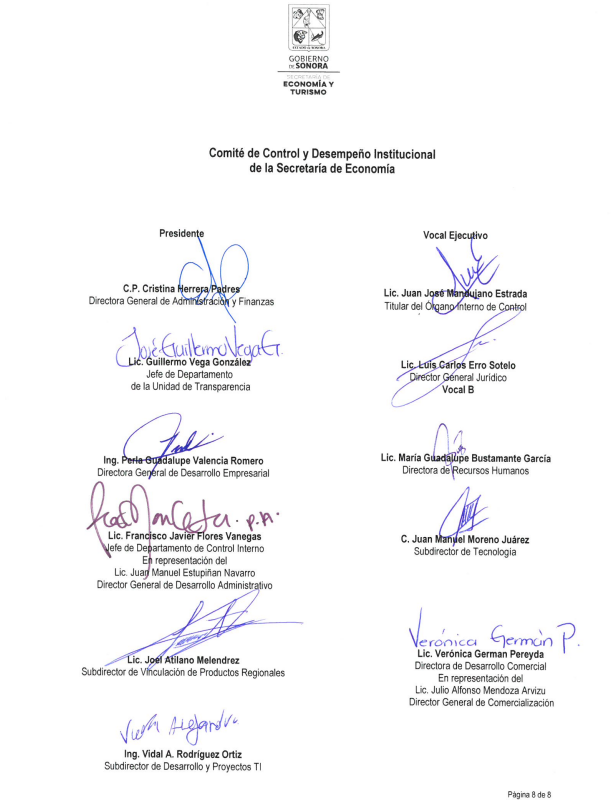 ESTADO DE SONORA
GOBIERNO
DE SONORA
SECRETARÍA DE
ECONOMÍA Y
TURISMO
Comité de Control y Desempeño Institucional
de la Secretaría de Economía
Presidente
C.P. Cristina Herrera Padres
Directora General de Administración y Finanzas
Vocal Ejecutivo
Lic. Juan José Mandujano Estrada
Titular del Órgano Interno de Control
José Guillermo Vega G.
Lic. Guillermo Vega González
Jefe de Departamento
de la Unidad de Transparencia
Lic. Luis Carlos Erro Sotelo
Director General Jurídico
Vocal B
Ing. Perla Guadalupe Valencia Romero
Directora General de Desarrollo Empresarial
Lic. María Guadalupe Bustamante García
Directora de Recursos Humanos
p.A.
Lic. Francisco Javier Flores Vanegas
Jefe de Departamento de Control Interno
En representación del
Lic. Juan Manuel Estupiñan Navarro
Director General de Desarrollo Administrativo
C. Juan Manuel Moreno Juárez
Subdirector de Tecnología
Lic. Joel Atilano Melendrez
Subdirector de Vinculación de Productos Regionales
Verónica Germán P.
Lic. Verónica German Pereyda
Directora de Desarrollo Comercial
En representación del
Lic. Julio Alfonso Mendoza Arvizu
Director General de Comercialización
Ing. Vidal A. Rodríguez Ortiz
Subdirector de Desarrollo y Proyectos TI
Página 8 de 8